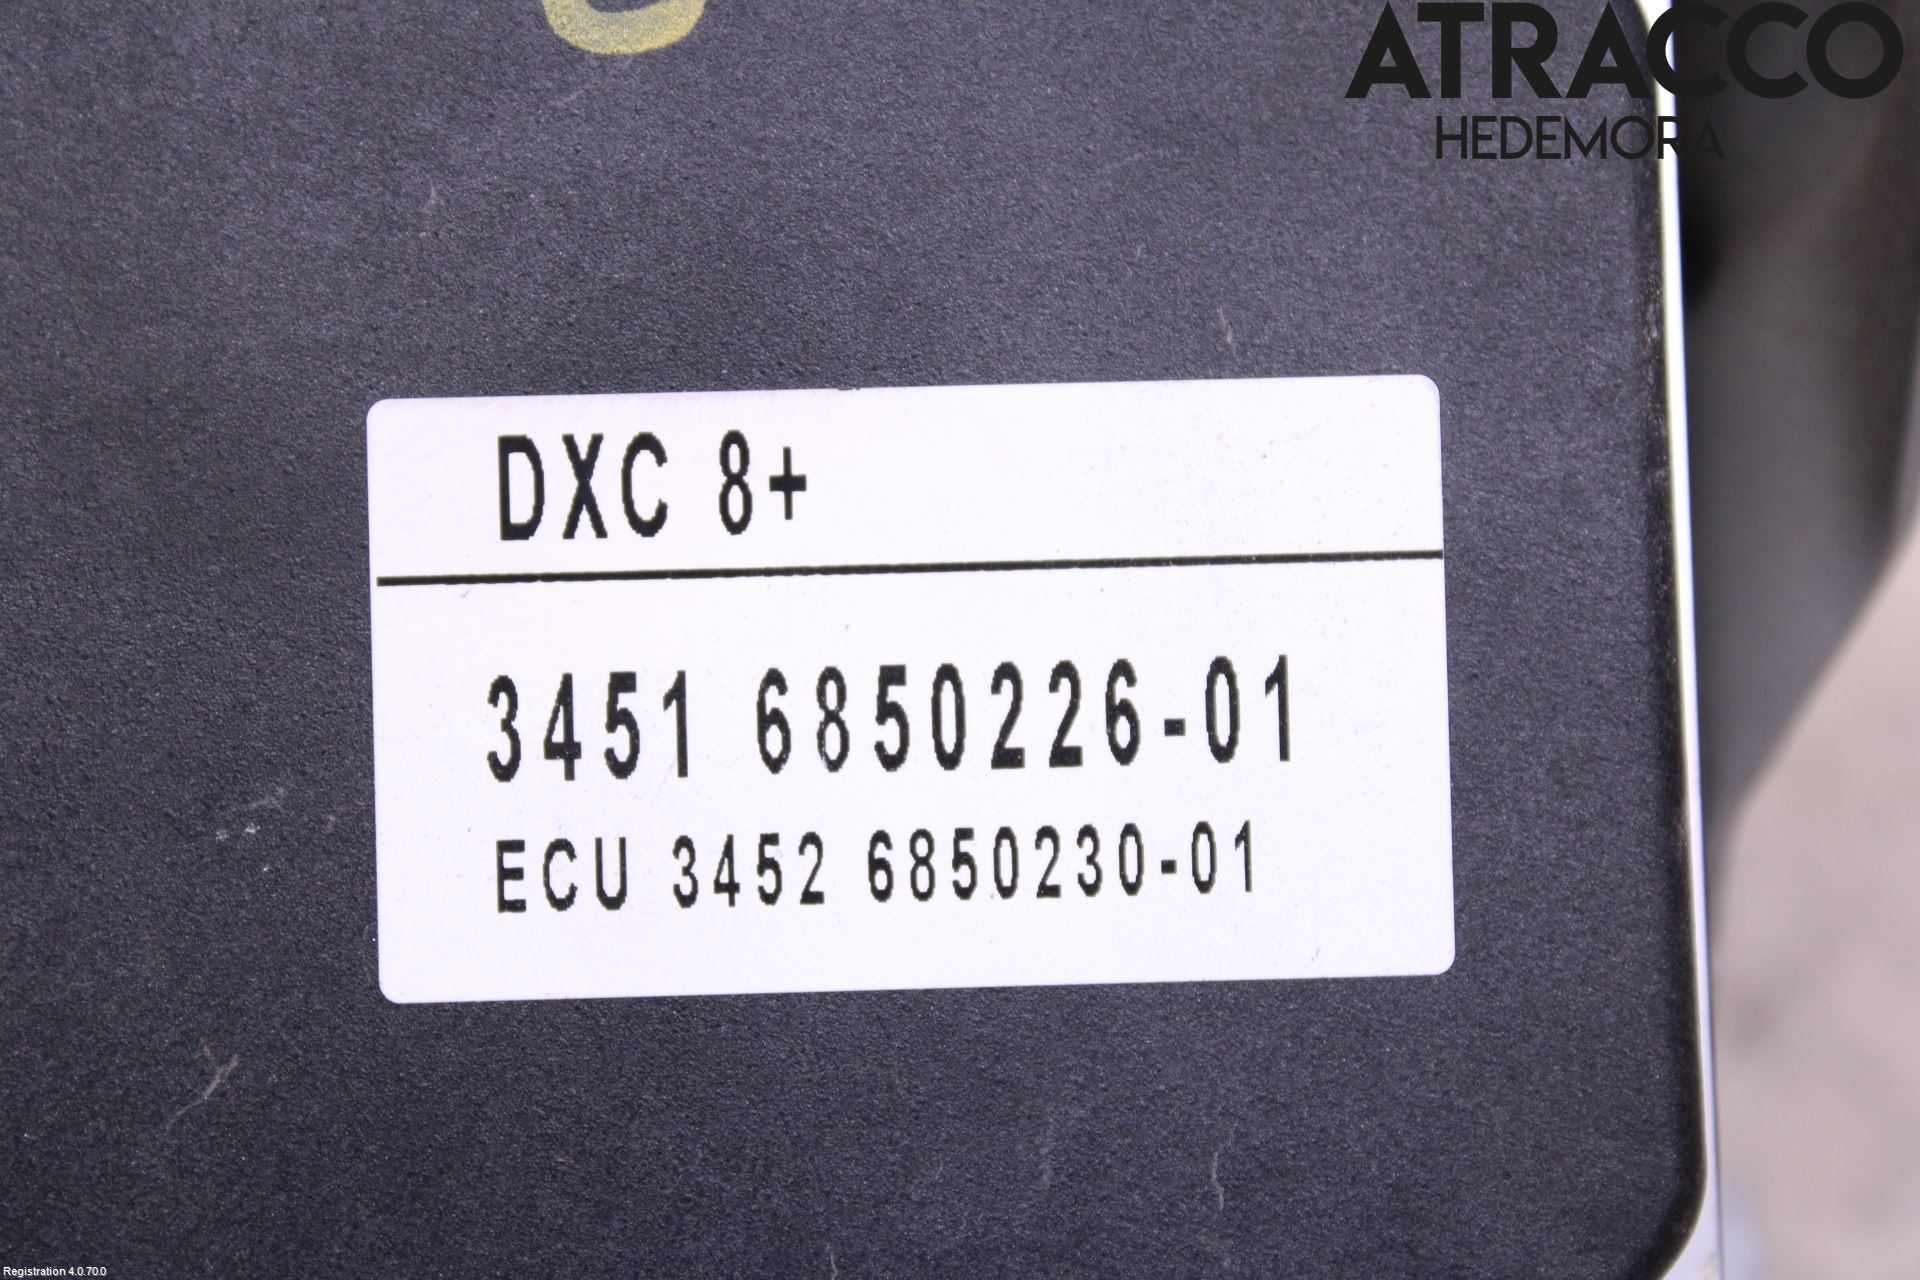 ATRACCO
HEDEMORA
DXC 8+
3451 6850226-01
ECU 3452 6850230-01
Registration 4.0.70.0